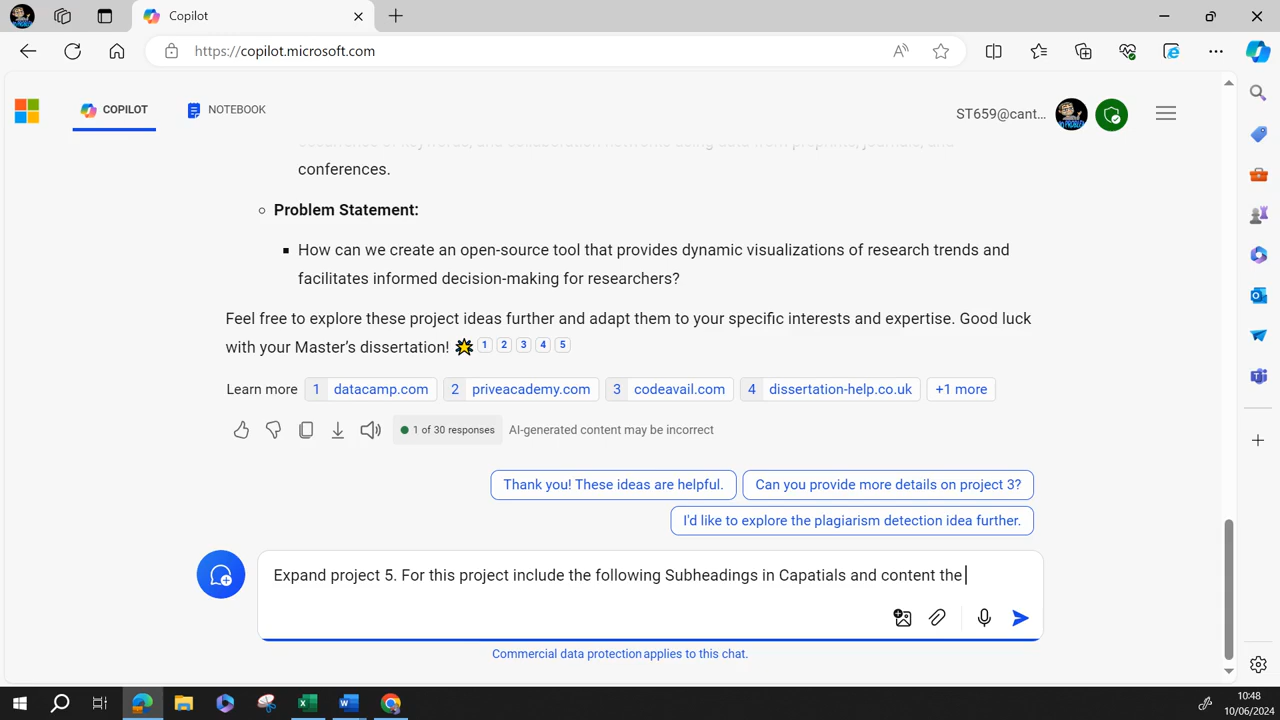 Copilot
https://copilot.microsoft.com
COPILOT
NOTEBOOK
ST659@cant...
conferences.
Problem Statement:
How can we create an open-source tool that provides dynamic visualizations of research trends and
facilitates informed decision-making for researchers?
Feel free to explore these project ideas further and adapt them to your specific interests and expertise. Good luck
with your Master's dissertation! 1 2 3 4 5
Learn more 1 datacamp.com 2 priveacademy.com 3 codeavail.com 4 dissertation-help.co.uk +1 more
1 of 30 responses AI-generated content may be incorrect
Thank you! These ideas are helpful. Can you provide more details on project 3?
I'd like to explore the plagiarism detection idea further.
Expand project 5. For this project include the following Subheadings in Capatials and content the
Commercial data protection applies to this chat.
10:48
10/06/2024